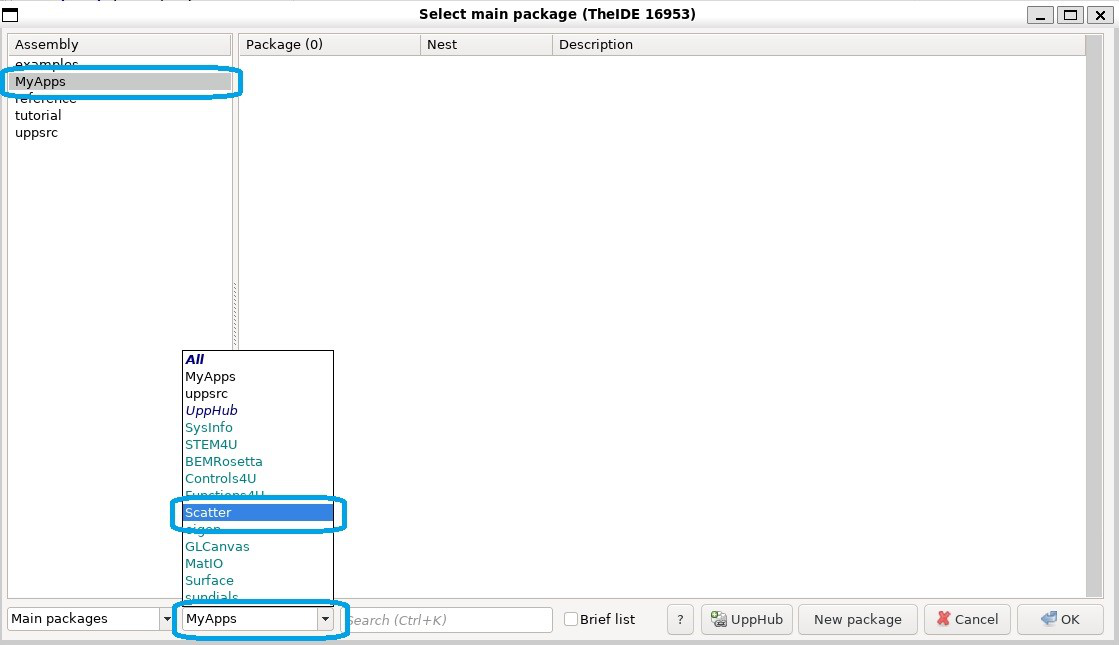 Select main package (TheIDE 16953)
Assembly
Package (0)
Nest
Description
examples
MyApps
reference
tutorial
uppsrc
All
MyApps
uppsrc
UppHub
SysInfo
STEM4U
BEMRosetta
Controls4U
Functions4U
Scatter
eigen
GLCanvas
MatIO
Surface
sundials
Main packages
MyApps
Search (Ctrl+K)
Brief list
?
UppHub
New package
Cancel
OK